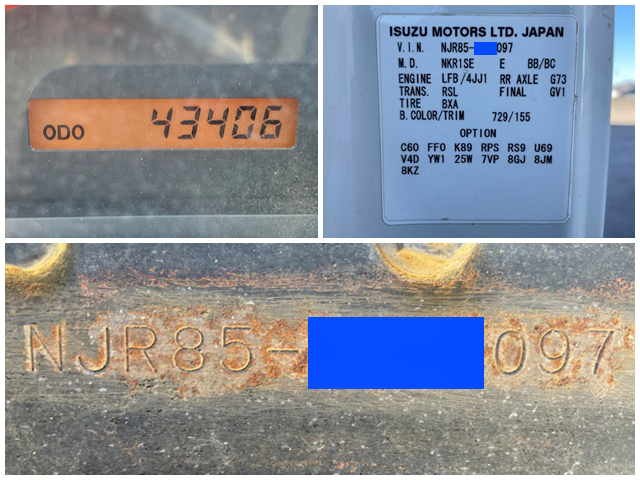 ODO 43406
ISUZU MOTORS LTD. JAPAN
V.I.N. NJR85- 097
M.D. NKR1SE E BB/BC
ENGINE LFB/4JJ1 RR AXLE G73
TRANS. RSL FINAL GV1
TIRE BXA
B.COLOR/TRIM 729/155
OPTION
C60 FF0 K89 RPS RS9 U69
V4D YW1 25W 7VP 8GJ 8JM
8KZ
NJR85- 097